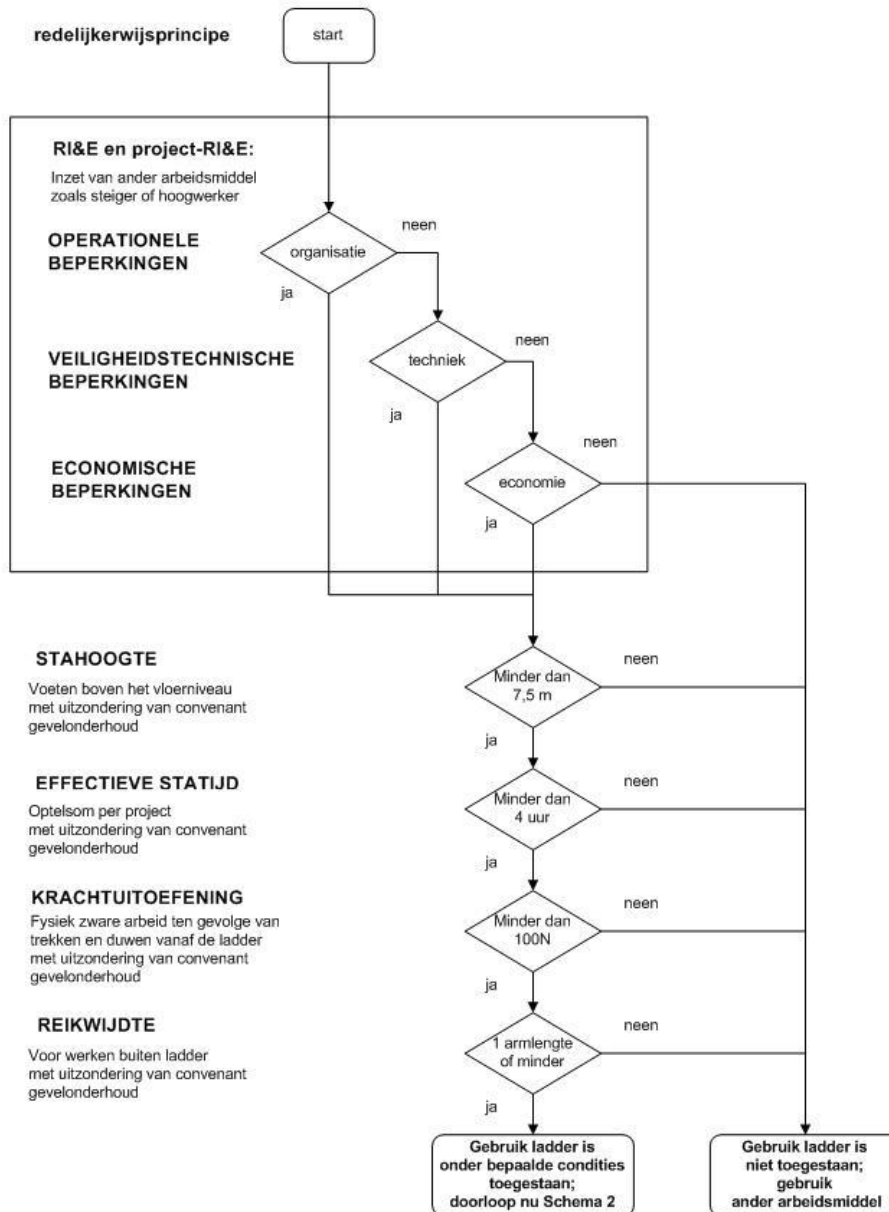 redelijkerwijsprincipe
start
RI&E en project-RI&E:
Inzet van ander arbeidsmiddel
zoals steiger of hoogwerker
OPERATIONELE
BEPERKINGEN
organisatie
neen
ja
VEILIGHEIDSTECHNISCHE
BEPERKINGEN
techniek
neen
ja
ECONOMISCHE
BEPERKINGEN
economie
neen
ja
STAHOOGTE
Voeten boven het vloerniveau
met uitzondering van convenant
gevelonderhoud
Minder dan
7,5 m
neen
ja
EFFECTIEVE STATIJD
Optelsom per project
met uitzondering van convenant
gevelonderhoud
Minder dan
4 uur
neen
ja
KRACHTUITOEFENING
Fysiek zware arbeid ten gevolge van
trekken en duwen vanaf de ladder
met uitzondering van convenant
gevelonderhoud
Minder dan
100N
neen
ja
REIKWIJDTE
Voor werken buiten ladder
met uitzondering van convenant
gevelonderhoud
1 armlengte
of minder
neen
ja
Gebruik ladder is
onder bepaalde condities
toegestaan;
doorloop nu Schema 2
Gebruik ladder is
niet toegestaan;
gebruik
ander arbeidsmiddel